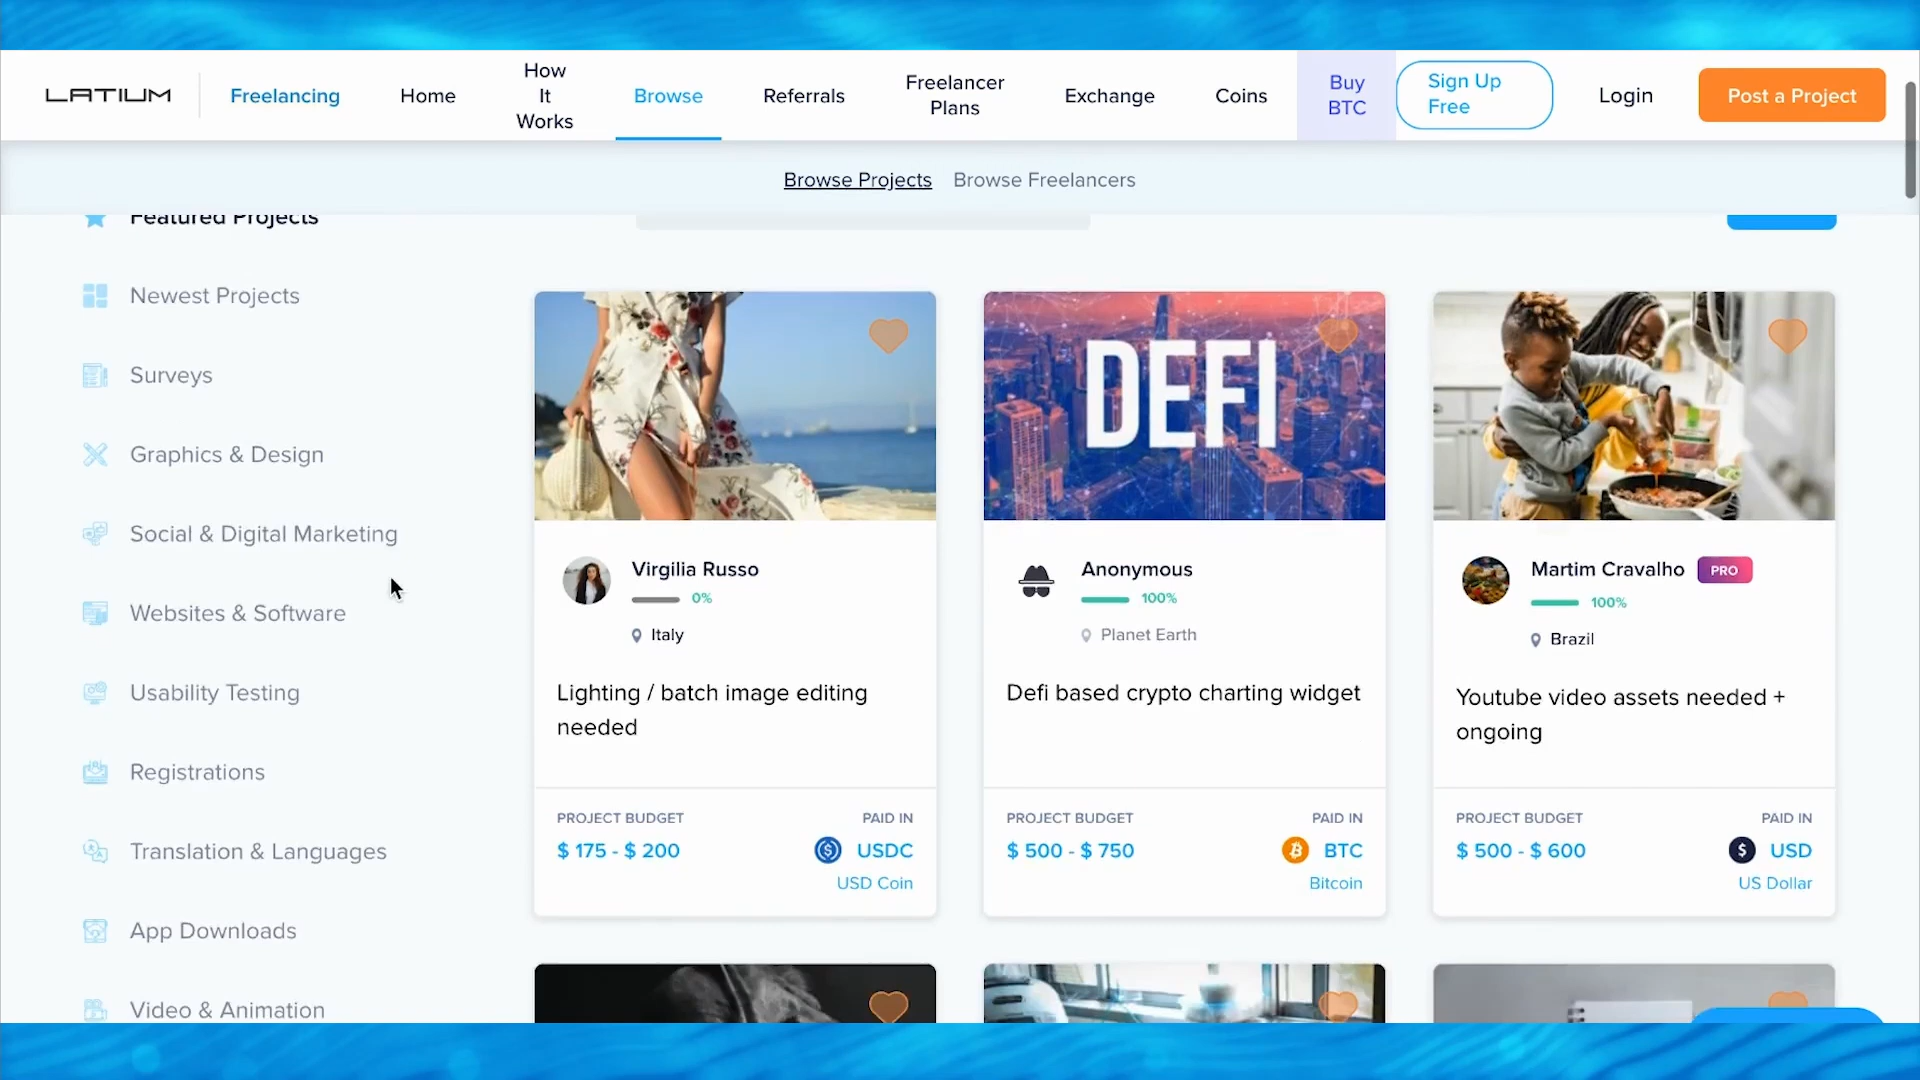 LATIUM
Freelancing
Home
How
It
Works
Browse
Referrals
Freelancer
Plans
Exchange
Coins
Buy
BTC
Sign Up
Free
Login
Post a Project
Browse Projects
Browse Freelancers
Featured Projects
Newest Projects
Surveys
Graphics & Design
Social & Digital Marketing
Websites & Software
Usability Testing
Registrations
Translation & Languages
App Downloads
Video & Animation
Virgilia Russo
0%
Italy
Lighting / batch image editing
needed
PROJECT BUDGET
PAID IN
$ 175 - $ 200
USDC
USD Coin
DEFI
Anonymous
100%
Planet Earth
Defi based crypto charting widget
PROJECT BUDGET
PAID IN
$ 500 - $ 750
BTC
Bitcoin
Martim Cravalho
PRO
100%
Brazil
Youtube video assets needed +
ongoing
PROJECT BUDGET
PAID IN
$ 500 - $ 600
USD
US Dollar